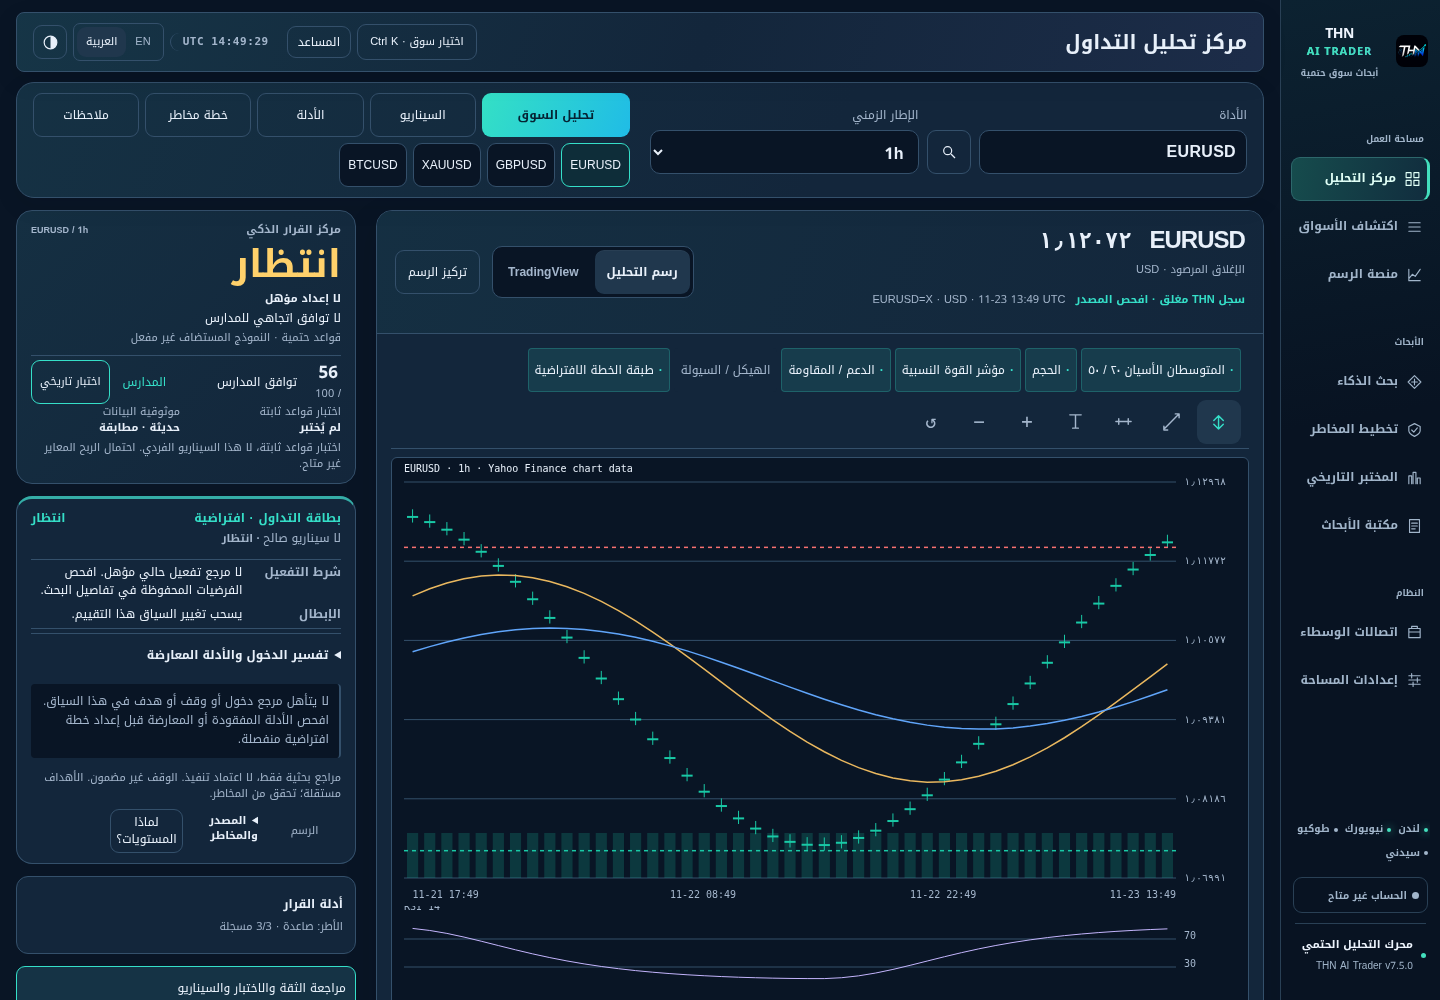 THN
AI TRADER
أبحاث سوق حتمية
مساحة العمل
مركز التحليل
اكتشاف الأسواق
منصة الرسم
الأبحاث
بحث الذكاء
تخطيط المخاطر
المختبر التاريخي
مكتبة الأبحاث
النظام
اتصالات الوسطاء
إعدادات المساحة
لندن • نيويورك • طوكيو
سيدني
الحساب غير متاح
محرك التحليل الحتمي
THN AI Trader v7.5.0
مركز تحليل التداول
اختيار سوق · Ctrl K
المساعد
UTC 14:49:29
EN
العربية
الأداة
EURUSD
الإطار الزمني
1h
تحليل السوق
السيناريو
الأدلة
خطة مخاطر
ملاحظات
EURUSD
GBPUSD
XAUUSD
BTCUSD
EURUSD ١٫١٢٠٧٢
الإغلاق المرصود · USD
سجل THN مغلق · افحص المصدر EURUSD=X · USD · 11-23 13:49 UTC
رسم التحليل
TradingView
تركيز الرسم
· المتوسطان الأسيان ٢٠ / ٥٠
· الحجم
· مؤشر القوة النسبية
· الدعم / المقاومة
الهيكل / السيولة
· طبقة الخطة الافتراضية
EURUSD · 1h · Yahoo Finance chart data
١٫١٢٩٦٨
١٫١١٧٧٢
١٫١٠٥٧٧
١٫٠٩٣٨١
١٫٠٨١٨٦
١٫٠٦٩٩١
11-21 17:49
11-22 08:49
11-22 22:49
11-23 13:49
RSI 14
70
30
مركز القرار الذكي
EURUSD / 1h
انتظار
لا إعداد مؤهل
لا توافق اتجاهي للمدارس
قواعد حتمية · النموذج المستضاف غير مفعل
56
/ 100
توافق المدارس
المدارس
اختبار تاريخي
اختبار قواعد ثابتة
لم يُختبر
موثوقية البيانات
حديثة · مطابقة
اختبار قواعد ثابتة، لا هذا السيناريو الفردي. احتمال الربح المعاير
غير متاح.
بطاقة التداول · افتراضية
انتظار
لا سيناريو صالح · انتظار
شرط التفعيل
لا مرجع تفعيل حالي مؤهل. افحص
الفرضيات المحفوظة في تفاصيل البحث.
الإبطال
يسحب تغيير السياق هذا التقييم.
تفسير الدخول والأدلة المعارضة
لا يتأهل مرجع دخول أو وقف أو هدف في هذا السياق.
افحص الأدلة المفقودة أو المعارضة قبل إعداد خطة
افتراضية منفصلة.
مراجع بحثية فقط، لا اعتماد تنفيذ. الوقف غير مضمون. الأهداف
مستقلة؛ تحقق من المخاطر.
الرسم
المصدر
والمخاطر
لماذا
المستويات؟
أدلة القرار
الأطر: صاعدة · 3/3 مسجلة
مراجعة الثقة والاختبار والسيناريو